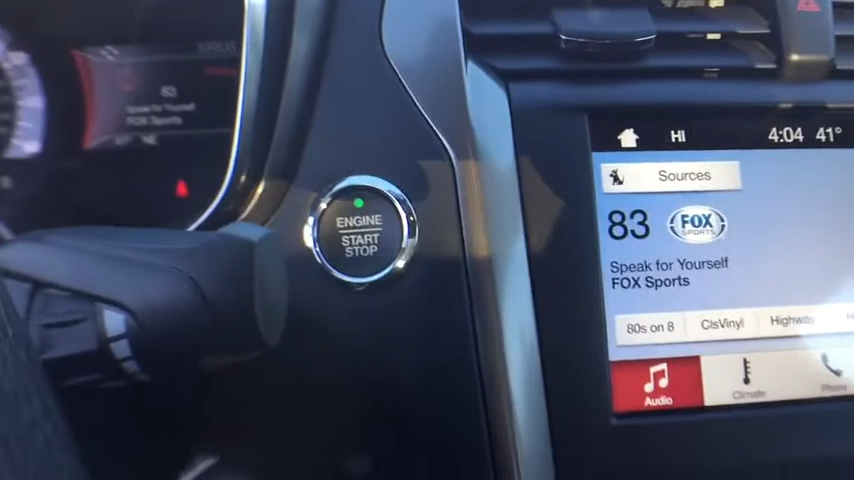 SIRIUS
83
Speak for Yourself
FOX Sports
ENGINE
START
STOP
HI
4:04
41°
Sources
83
FOX
SPORTS
Speak for Yourself
FOX Sports
80s on 8
ClsVinyl
Highway
Audio
Climate
Phone